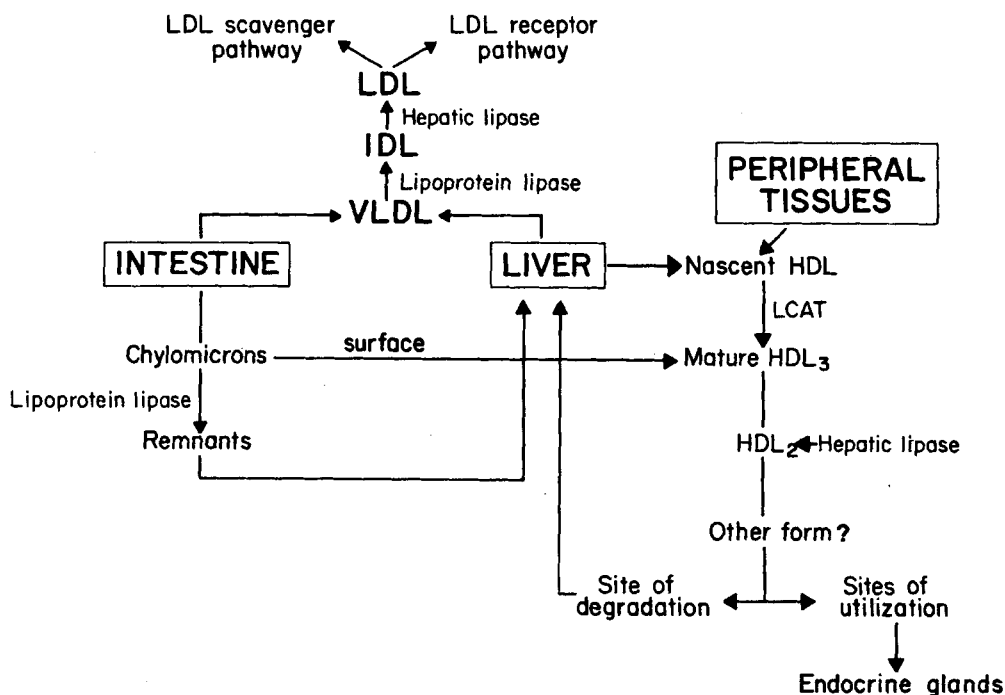 LDL scavenger
pathway
LDL receptor
pathway
LDL
Hepatic lipase
IDL
Lipoprotein lipase
VLDL
PERIPHERAL
TISSUES
INTESTINE
LIVER
Nascent HDL
LCAT
Chylomicrons
surface
Mature HDL₃
Lipoprotein lipase
Remnants
HDL₂
Hepatic lipase
Other form?
Site of
degradation
Sites of
utilization
Endocrine glands